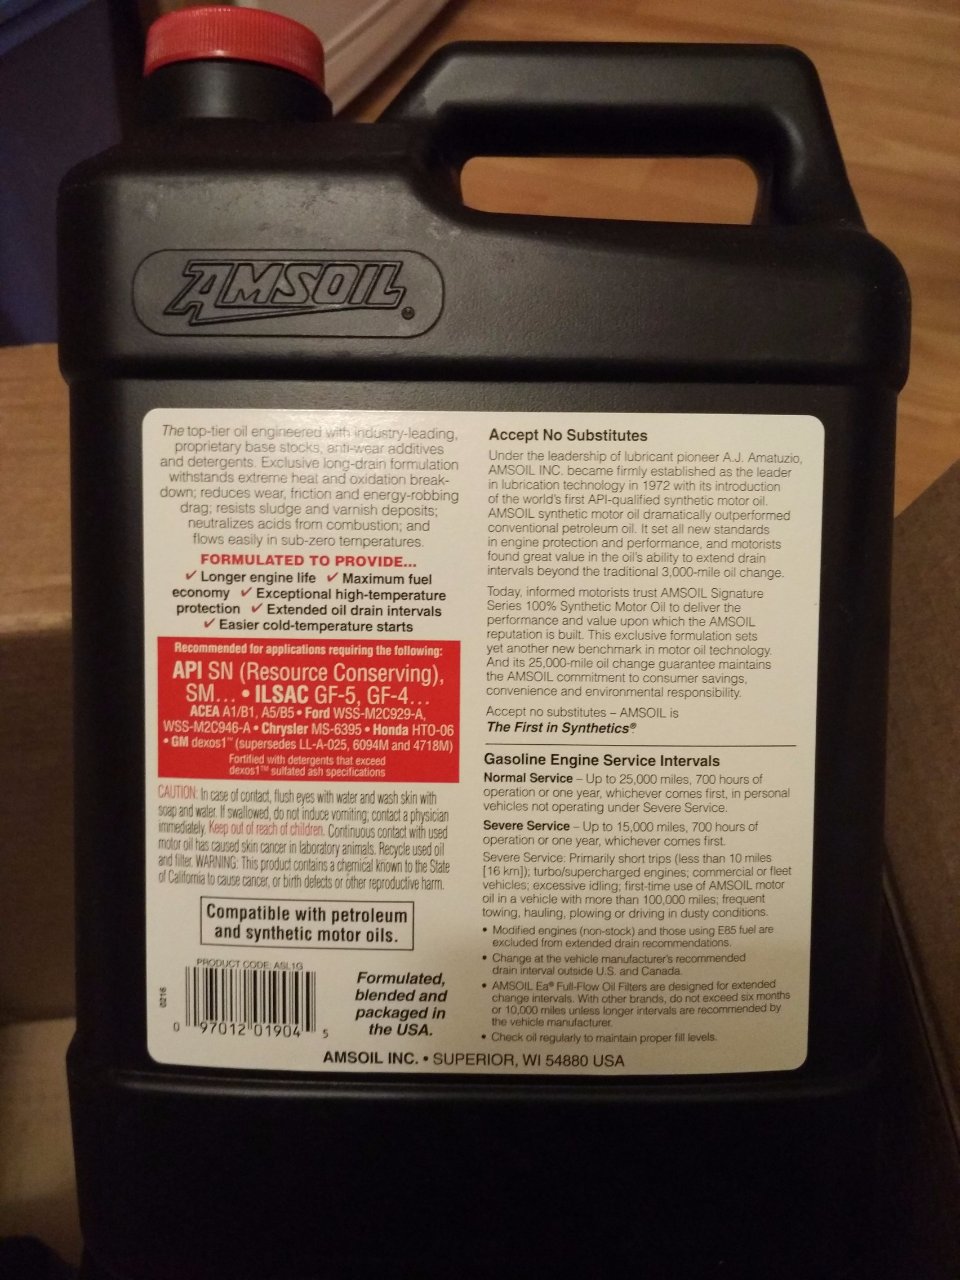 AMSOIL®
The top-tier oil engineered with industry-leading,
proprietary base stocks, anti-wear additives
and detergents. Exclusive long-drain formulation
withstands extreme heat and oxidation break-
down; reduces wear, friction and energy-robbing
drag; resists sludge and varnish deposits;
neutralizes acids from combustion; and
flows easily in sub-zero temperatures.
FORMULATED TO PROVIDE...
✓ Longer engine life ✓ Maximum fuel
economy ✓ Exceptional high-temperature
protection ✓ Extended oil drain intervals
✓ Easier cold-temperature starts
Recommended for applications requiring the following:
API SN (Resource Conserving),
SM... • ILSAC GF-5, GF-4...
ACEA A1/B1, A5/B5 • Ford WSS-M2C929-A,
WSS-M2C946-A • Chrysler MS-6395 • Honda HTO-06
• GM dexos1™ (supersedes LL-A-025, 6094M and 4718M)
Fortified with detergents that exceed
dexos1™ sulfated ash specifications
CAUTION: In case of contact, flush eyes with water and wash skin with
soap and water. If swallowed, do not induce vomiting; contact a physician
immediately. Keep out of reach of children. Continuous contact with used
motor oil has caused skin cancer in laboratory animals. Recycle used oil
and filter. WARNING: This product contains a chemical known to the State
of California to cause cancer, or birth defects or other reproductive harm.
Compatible with petroleum
and synthetic motor oils.
PRODUCT CODE: ASL1G
0216
0 97012 01904 5
Formulated,
blended and
packaged in
the USA.
Accept No Substitutes
Under the leadership of lubricant pioneer A.J. Amatuzio,
AMSOIL INC. became firmly established as the leader
in lubrication technology in 1972 with its introduction
of the world's first API-qualified synthetic motor oil.
AMSOIL synthetic motor oil dramatically outperformed
conventional petroleum oil. It set all new standards
in engine protection and performance, and motorists
found great value in the oil's ability to extend drain
intervals beyond the traditional 3,000-mile oil change.
Today, informed motorists trust AMSOIL Signature
Series 100% Synthetic Motor Oil to deliver the
performance and value upon which the AMSOIL
reputation is built. This exclusive formulation sets
yet another new benchmark in motor oil technology.
And its 25,000-mile oil change guarantee maintains
the AMSOIL commitment to consumer savings,
convenience and environmental responsibility.
Accept no substitutes – AMSOIL is
The First in Synthetics®.
Gasoline Engine Service Intervals
Normal Service – Up to 25,000 miles, 700 hours of
operation or one year, whichever comes first, in personal
vehicles not operating under Severe Service.
Severe Service – Up to 15,000 miles, 700 hours of
operation or one year, whichever comes first.
Severe Service: Primarily short trips (less than 10 miles
[16 km]); turbo/supercharged engines; commercial or fleet
vehicles; excessive idling; first-time use of AMSOIL motor
oil in a vehicle with more than 100,000 miles; frequent
towing, hauling, plowing or driving in dusty conditions.
• Modified engines (non-stock) and those using E85 fuel are
excluded from extended drain recommendations.
• Change at the vehicle manufacturer's recommended
drain interval outside U.S. and Canada.
• AMSOIL Ea® Full-Flow Oil Filters are designed for extended
change intervals. With other brands, do not exceed six months
or 10,000 miles unless longer intervals are recommended by
the vehicle manufacturer.
• Check oil regularly to maintain proper fill levels.
AMSOIL INC. • SUPERIOR, WI 54880 USA